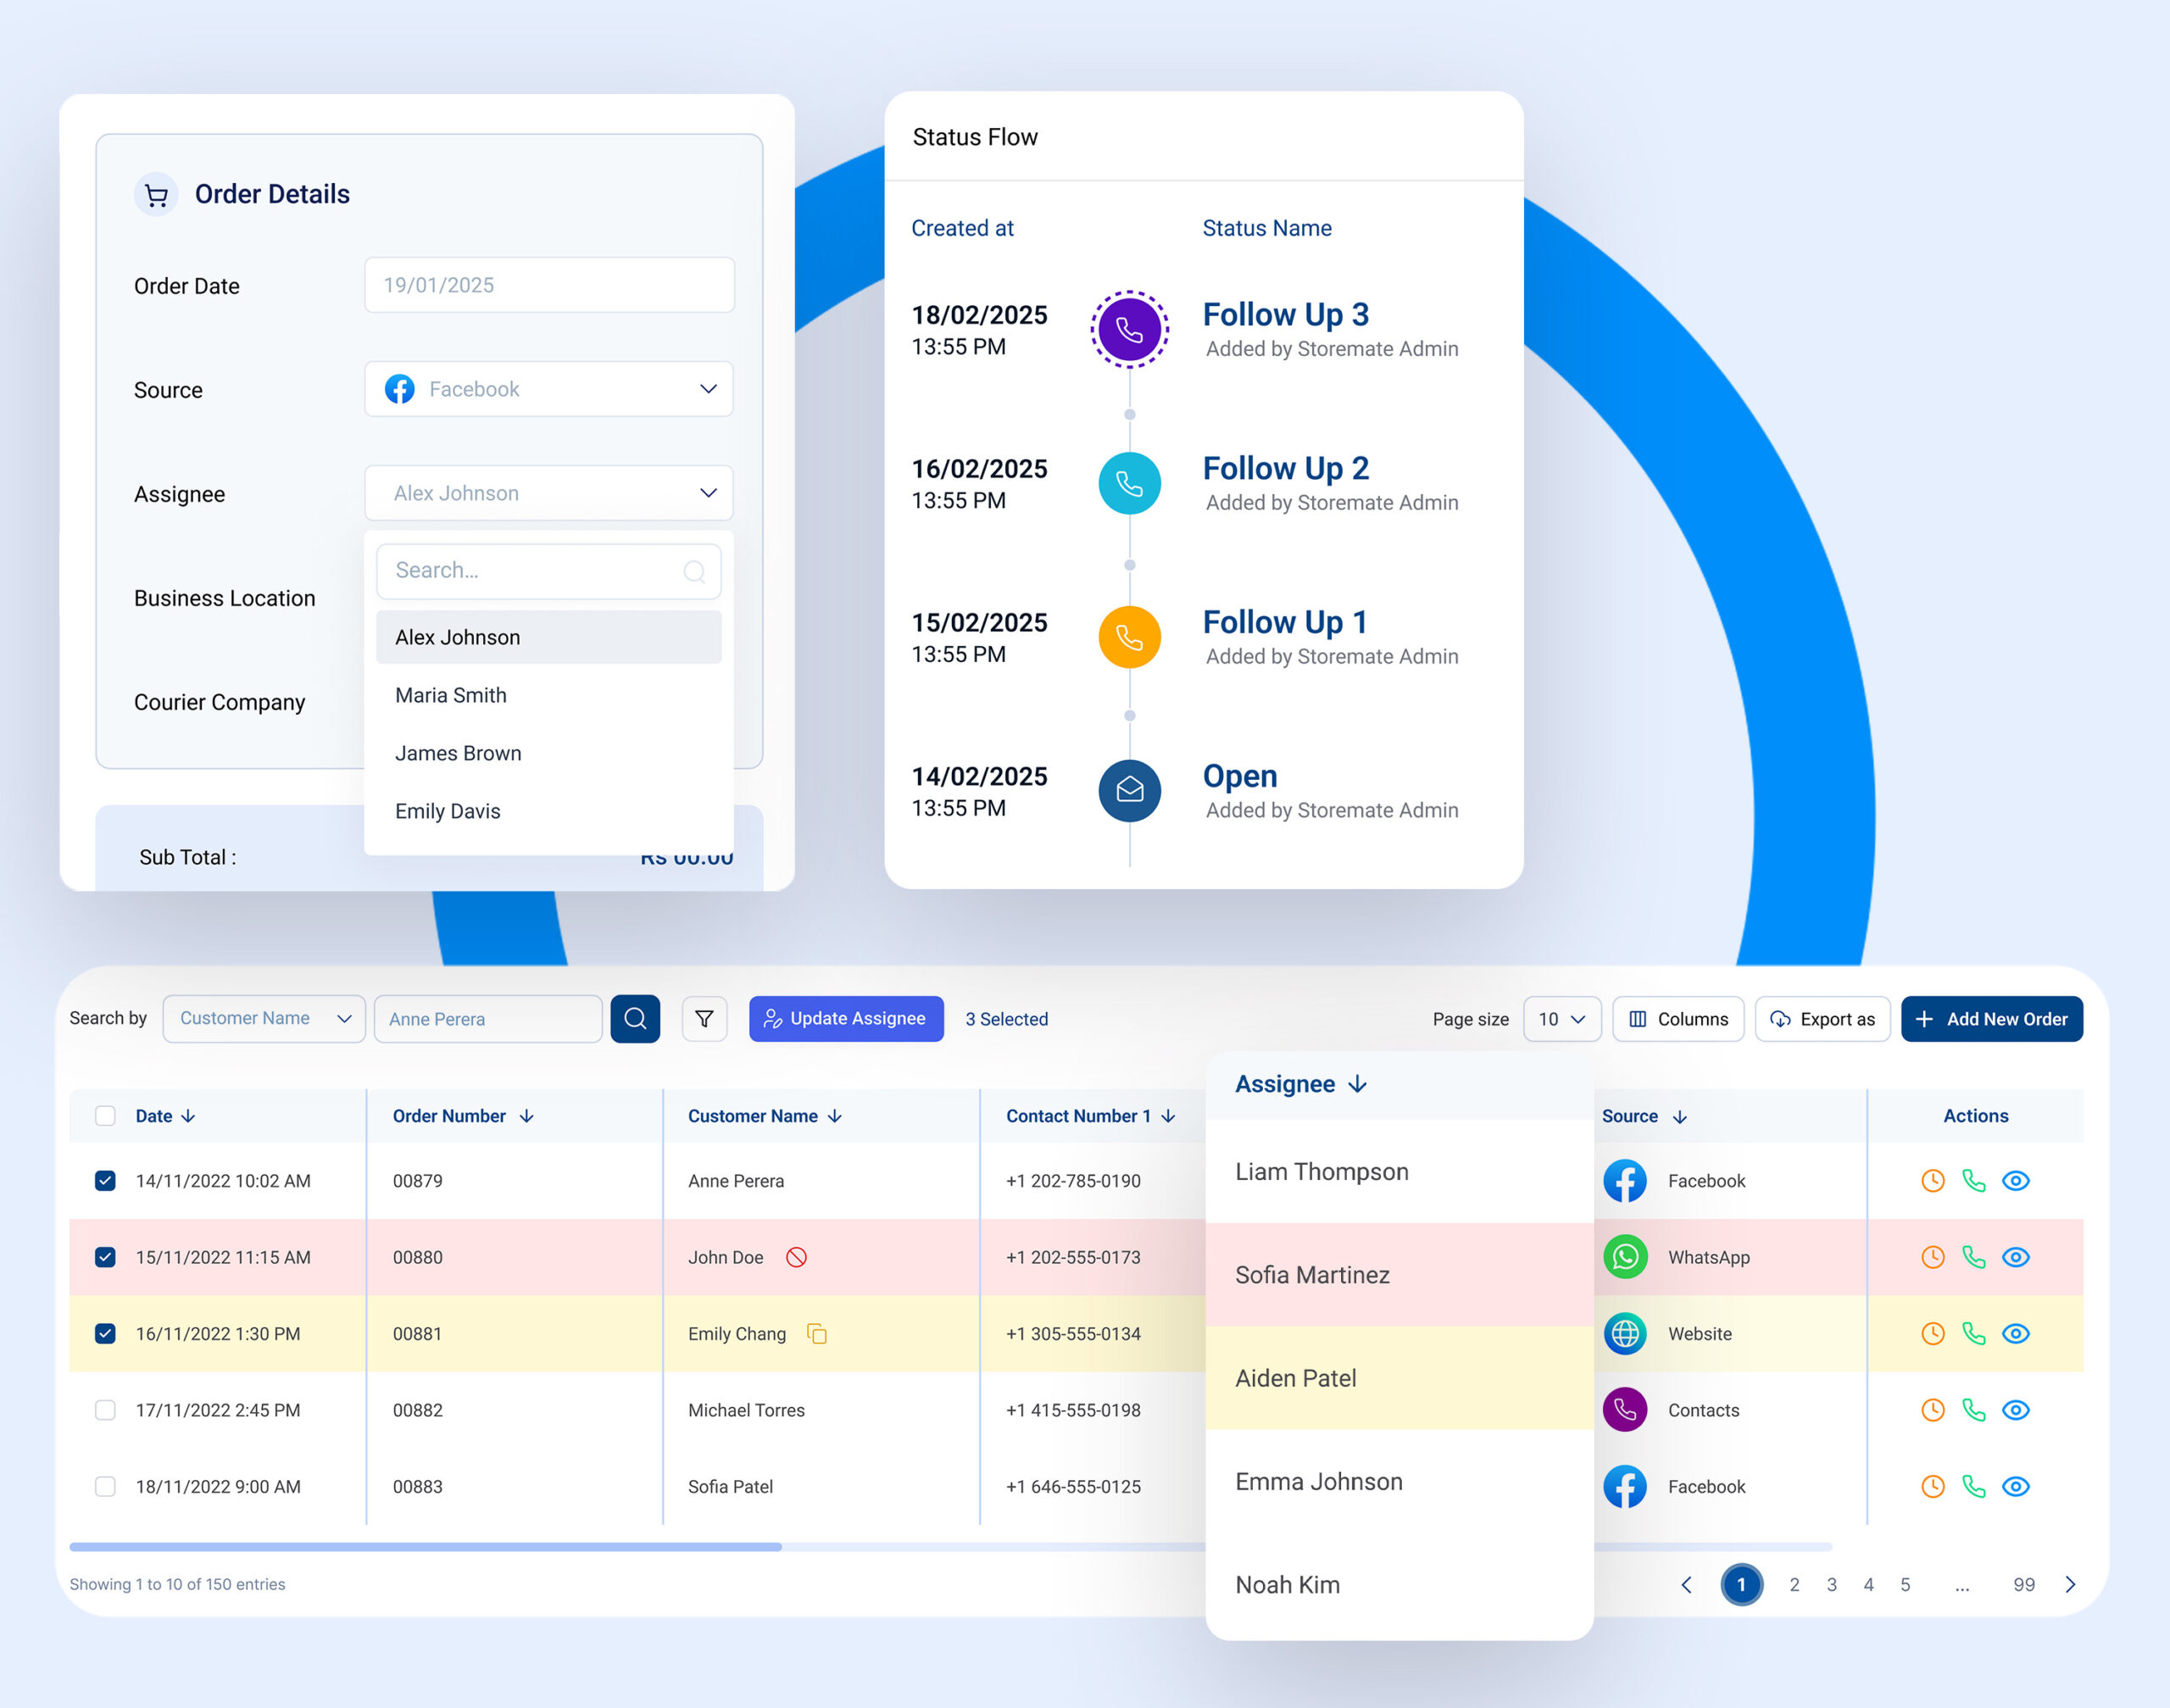 Order Details
Order Date
19/01/2025
Source
Facebook
Assignee
Alex Johnson
Search...
Business Location
Alex Johnson
Maria Smith
Courier Company
James Brown
Emily Davis
Sub Total :
Rs 00.00
Status Flow
Created at
Status Name
18/02/2025
13:55 PM
Follow Up 3
Added by Storemate Admin
16/02/2025
13:55 PM
Follow Up 2
Added by Storemate Admin
15/02/2025
13:55 PM
Follow Up 1
Added by Storemate Admin
14/02/2025
13:55 PM
Open
Added by Storemate Admin
Search by Customer Name Anne Perera Update Assignee 3 Selected Page size 10 Columns Export as Add New Order
Date Order Number Customer Name Contact Number 1 Assignee Source Actions
14/11/2022 10:02 AM 00879 Anne Perera +1 202-785-0190 Liam Thompson Facebook
15/11/2022 11:15 AM 00880 John Doe +1 202-555-0173 Sofia Martinez WhatsApp
16/11/2022 1:30 PM 00881 Emily Chang +1 305-555-0134 Aiden Patel Website
17/11/2022 2:45 PM 00882 Michael Torres +1 415-555-0198 Emma Johnson Contacts
18/11/2022 9:00 AM 00883 Sofia Patel +1 646-555-0125 Noah Kim Facebook
Showing 1 to 10 of 150 entries
1 2 3 4 5 ... 99